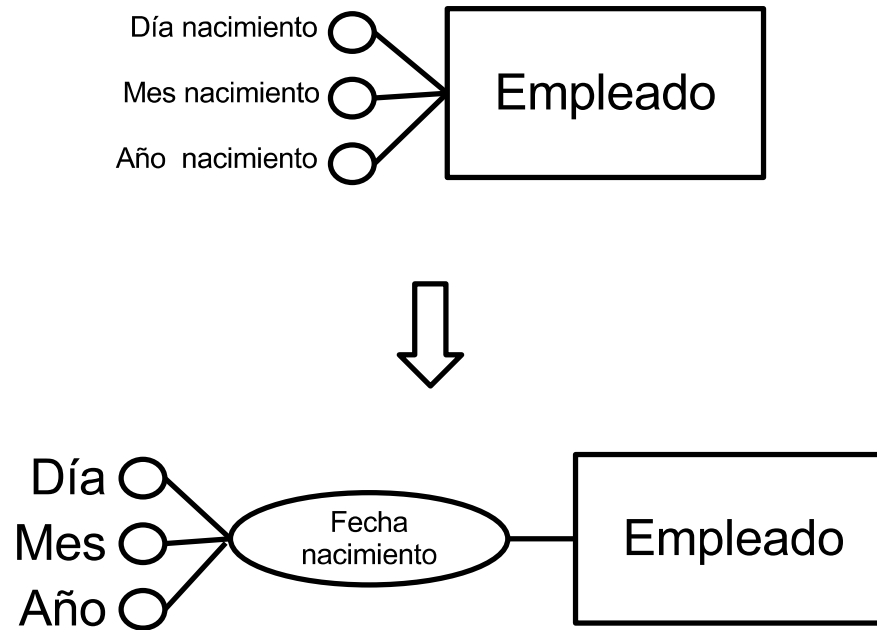 Día nacimiento
Mes nacimiento
Año nacimiento
Empleado
Día
Mes
Año
Fecha
nacimiento
Empleado